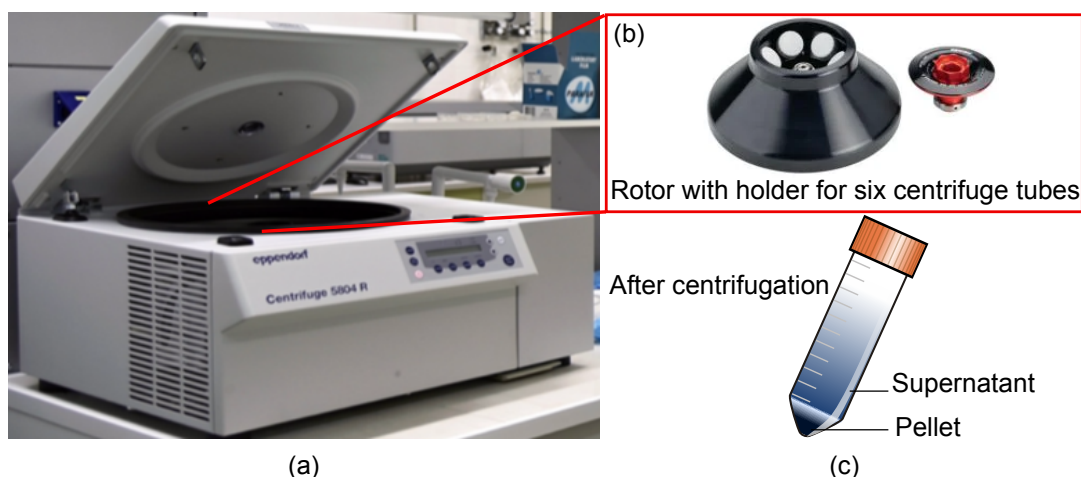 (b)
Rotor with holder for six centrifuge tubes
eppendorf
Centrifuge 5804 R
After centrifugation
Supernatant
Pellet
(a)
(c)